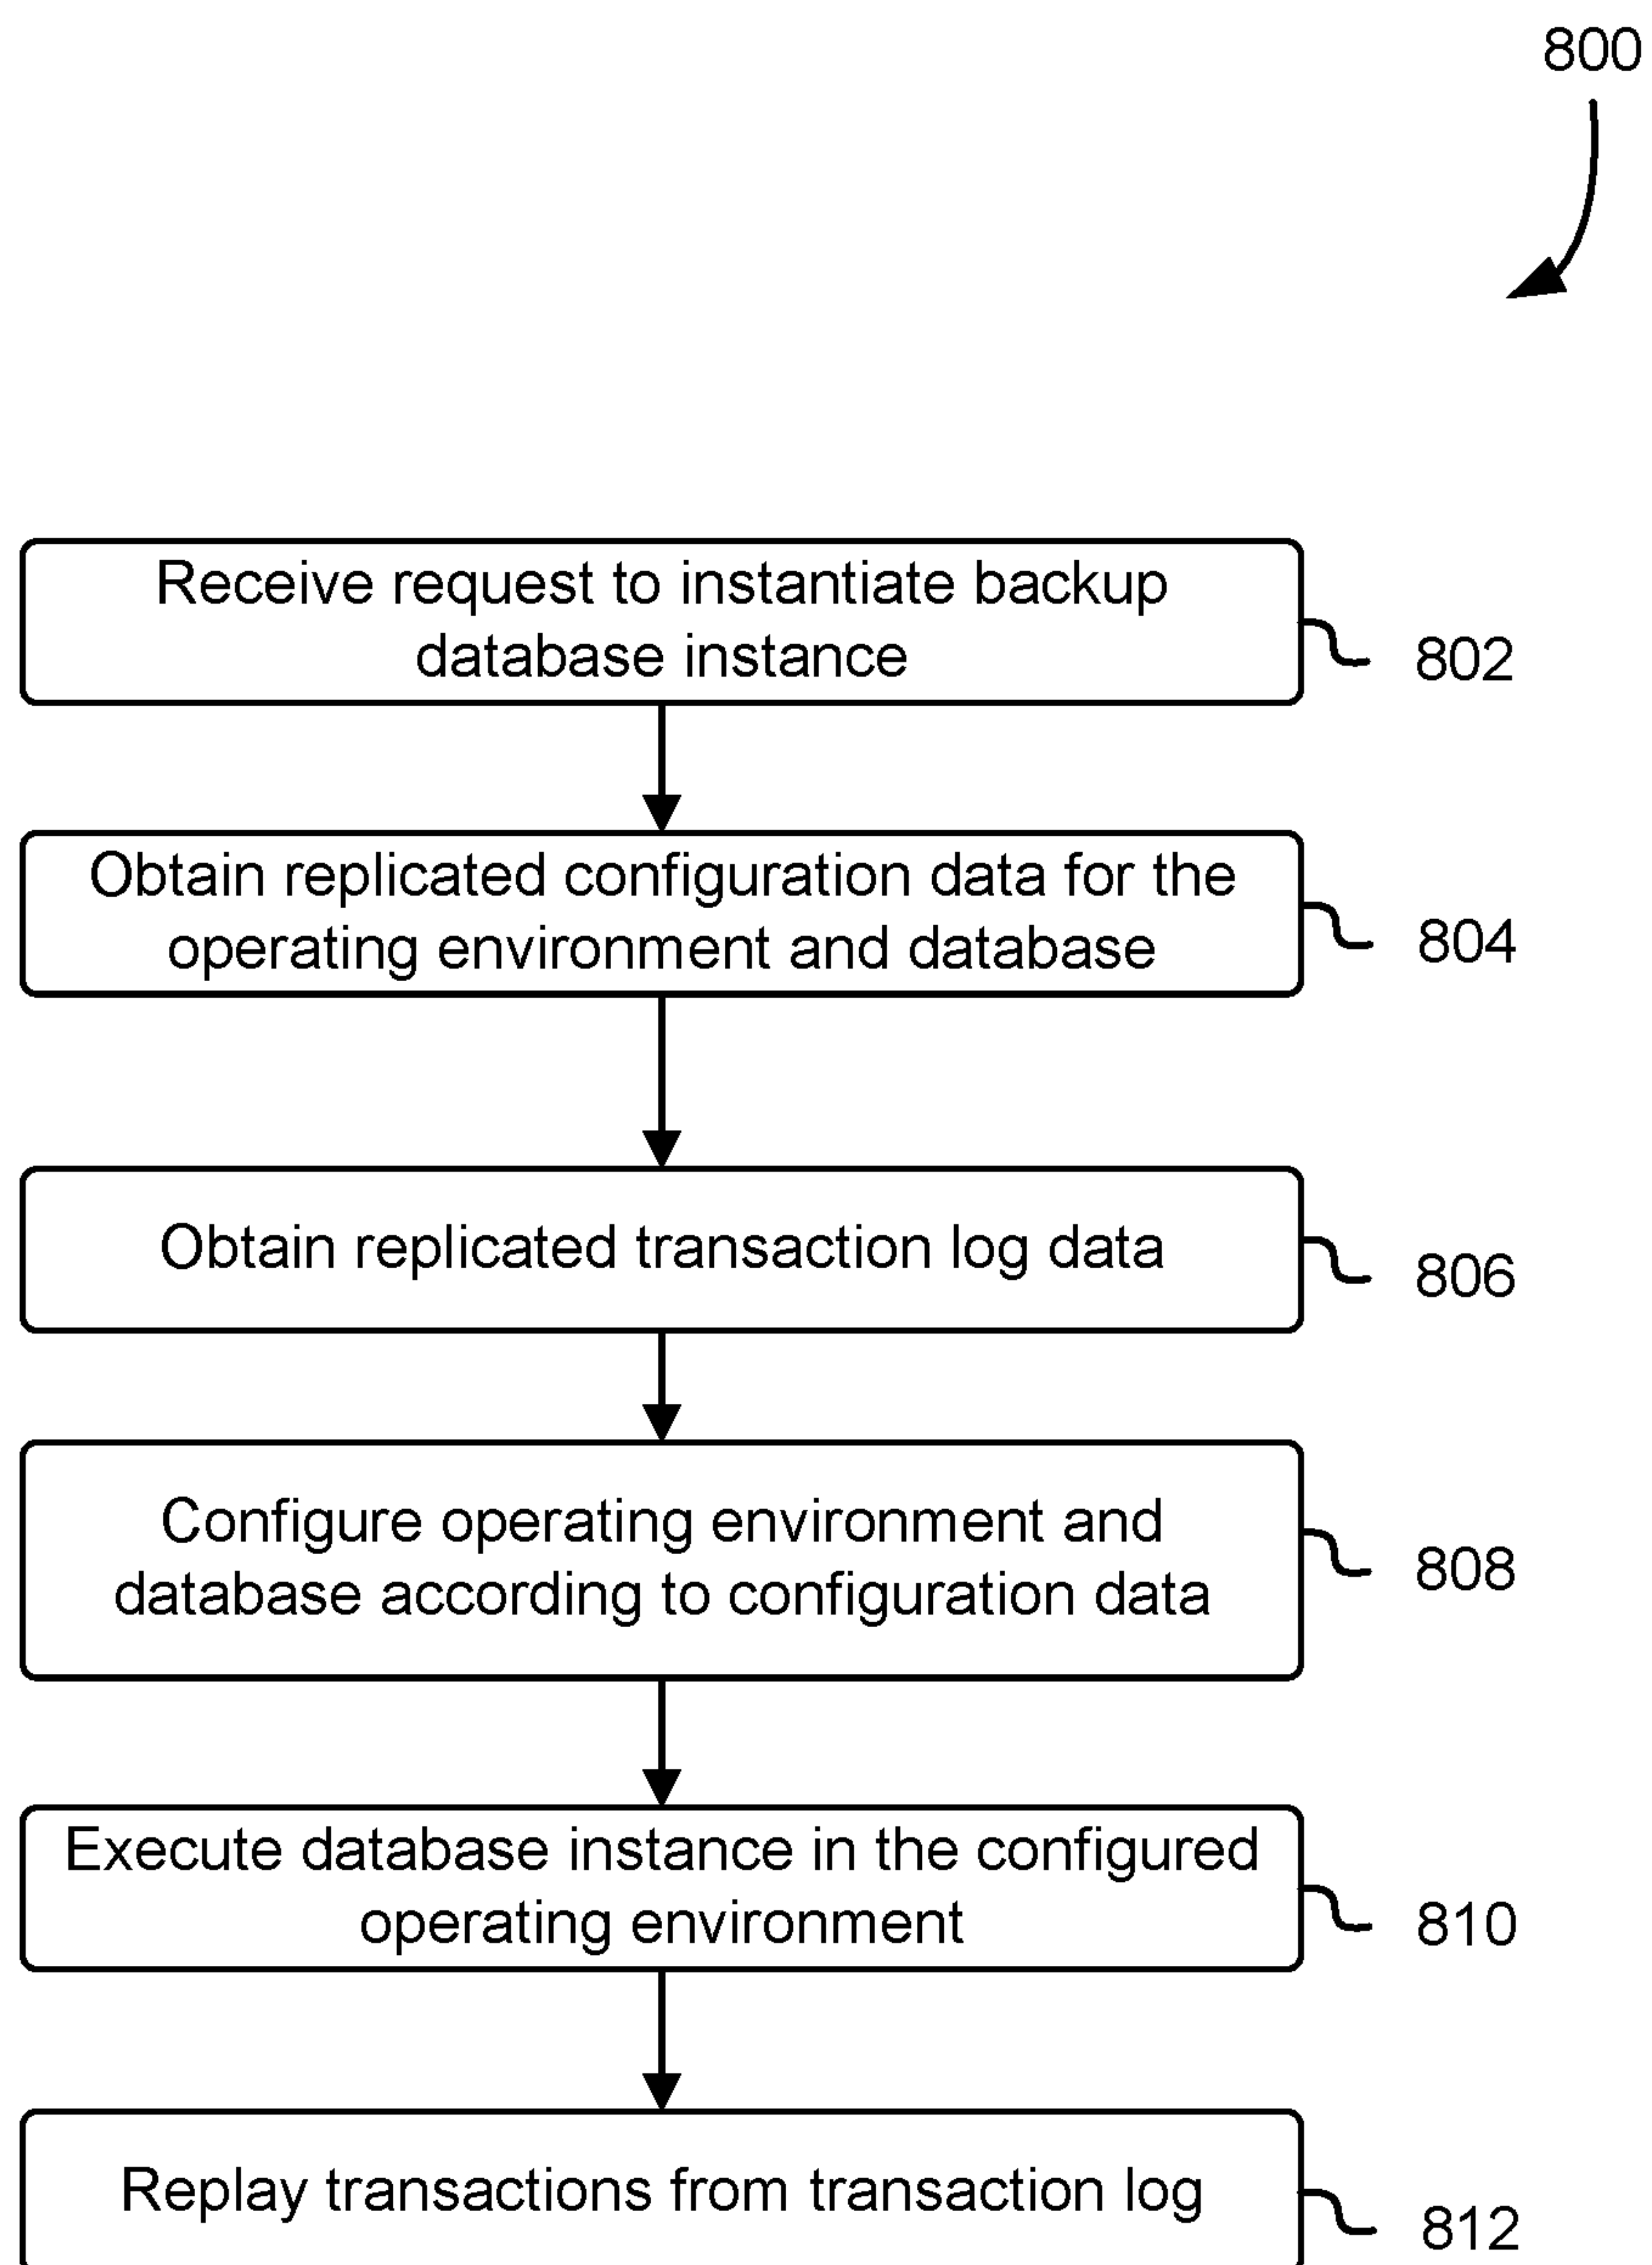 800
Receive request to instantiate backup
database instance
802
Obtain replicated configuration data for the
operating environment and database
804
Obtain replicated transaction log data
806
Configure operating environment and
database according to configuration data
808
Execute database instance in the configured
operating environment
810
Replay transactions from transaction log
812